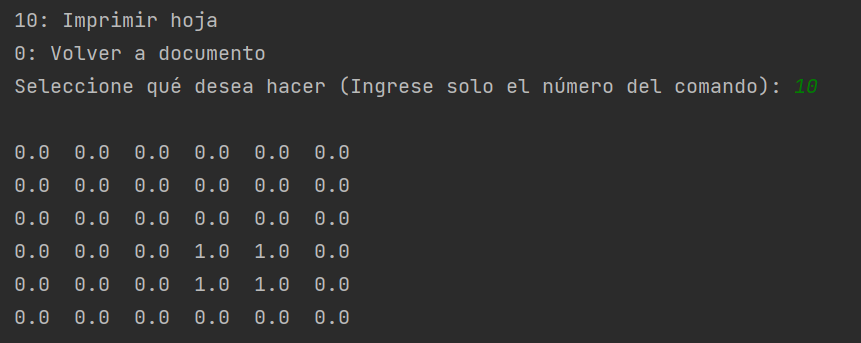 10: Imprimir hoja
0: Volver a documento
Seleccione qué desea hacer (Ingrese solo el número del comando): 10
0.0 0.0 0.0 0.0 0.0 0.0
0.0 0.0 0.0 0.0 0.0 0.0
0.0 0.0 0.0 0.0 0.0 0.0
0.0 0.0 0.0 1.0 1.0 0.0
0.0 0.0 0.0 1.0 1.0 0.0
0.0 0.0 0.0 0.0 0.0 0.0